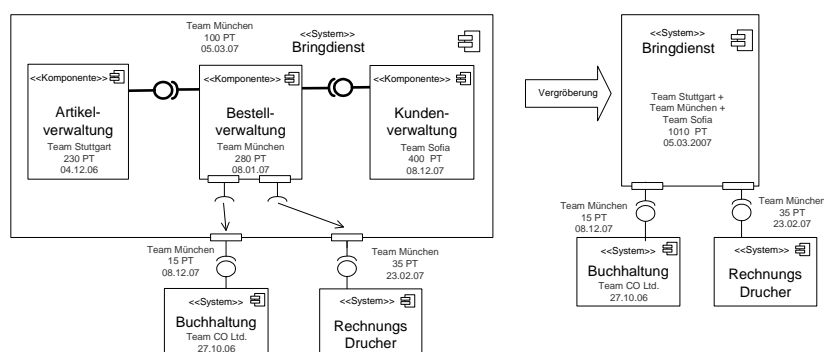 Team München
100 PT
05.03.07
<<System>>
Bringdienst
<<Komponente>>
Artikel-
verwaltung
Team Stuttgart
230 PT
04.12.06
<<Komponente>>
Bestell-
verwaltung
Team München
280 PT
08.01.07
<<Komponente>>
Kunden-
verwaltung
Team Sofia
400 PT
08.12.07
Team München
15 PT
08.12.07
Team München
35 PT
23.02.07
<<System>>
Buchhaltung
Team CO Ltd.
27.10.06
<<System>>
Rechnungs
Drucher
Vergröberung
<<System>>
Bringdienst
Team Stuttgart +
Team München +
Team Sofia
1010 PT
05.03.2007
Team München
15 PT
08.12.07
Team München
35 PT
23.02.07
<<System>>
Buchhaltung
Team CO Ltd.
27.10.06
<<System>>
Rechnungs
Drucher